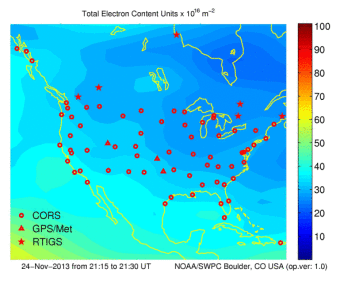 Total Electron Content Units x 10^16 m^-2
100
90
80
70
60
50
40
30
20
10
CORS
GPS/Met
RTIGS
24-Nov-2013 from 21:15 to 21:30 UT NOAA/SWPC Boulder, CO USA (op.ver: 1.0)